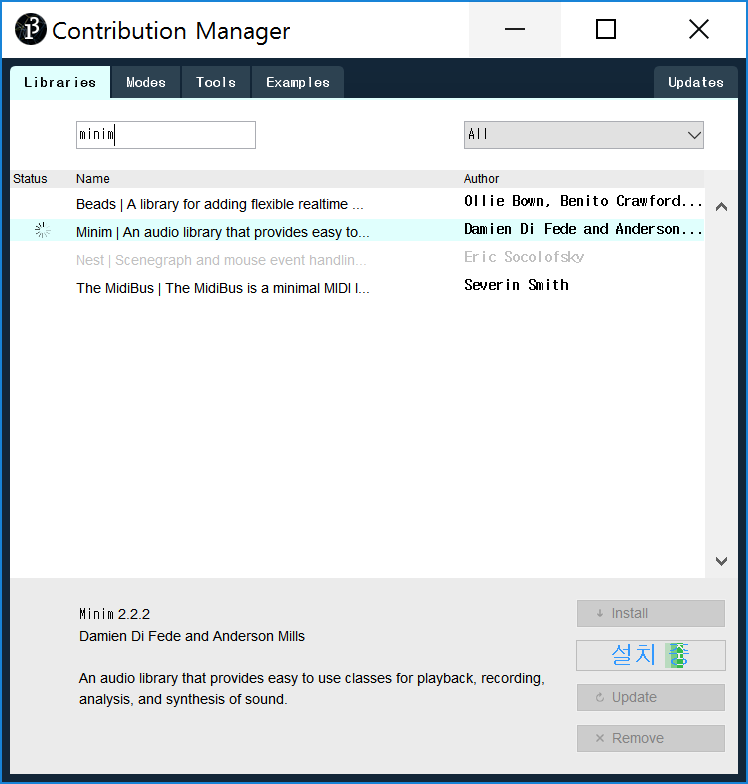 Contribution Manager
Libraries Modes Tools Examples Updates
minim All
Status Name Author
Beads | A library for adding flexible realtime ... Ollie Bown, Benito Crawford...
Minim | An audio library that provides easy to... Damien Di Fede and Anderson...
Nest | Scenegraph and mouse event handlin... Eric Socolofsky
The MidiBus | The MidiBus is a minimal MIDI l... Severin Smith
Minim 2.2.2
Damien Di Fede and Anderson Mills
An audio library that provides easy to use classes for playback, recording,
analysis, and synthesis of sound.
Install
설치 중
Update
Remove